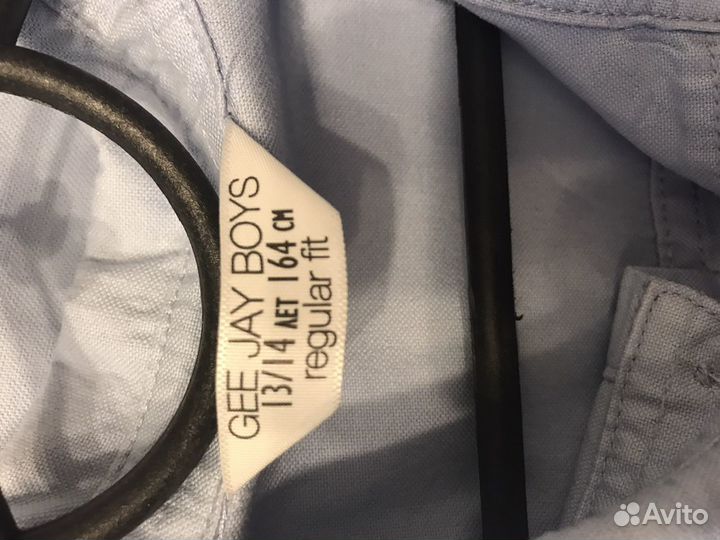 GEE JAY BOYS
13/14 ЛЕТ 164 СМ
regular fit
Avito